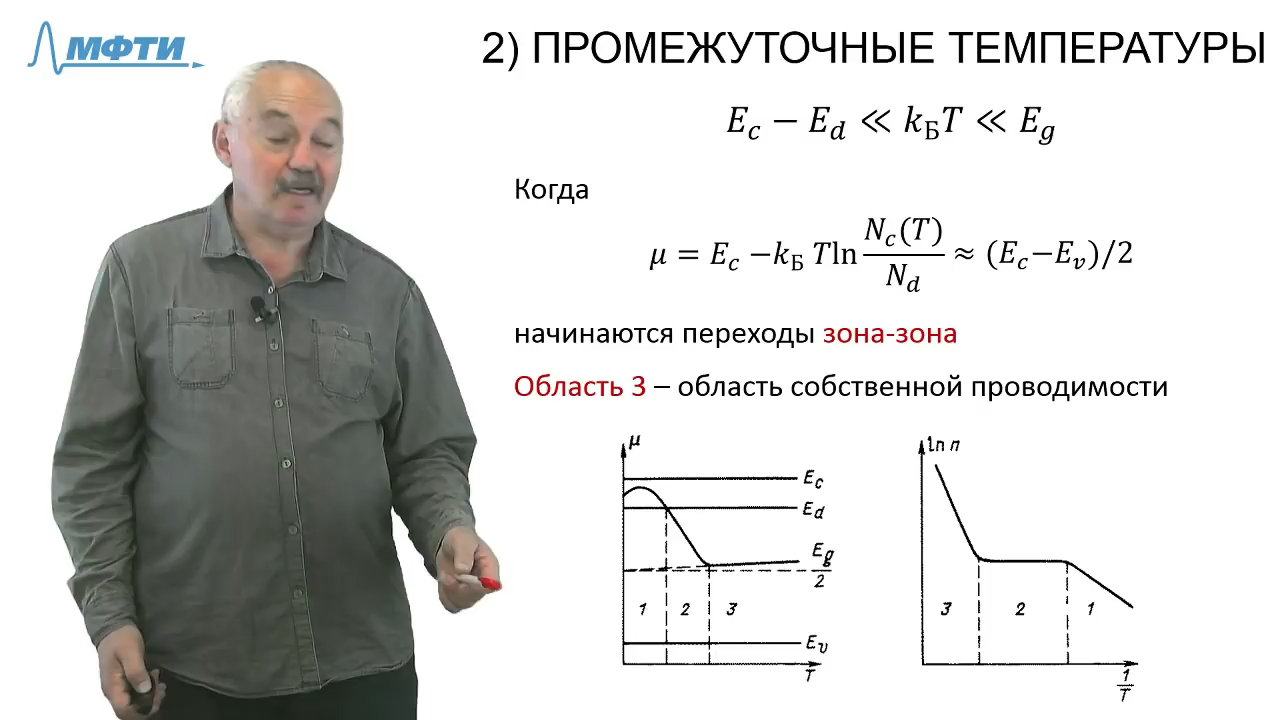 МФТИ
2) ПРОМЕЖУТОЧНЫЕ ТЕМПЕРАТУРЫ
E_c − E_d ≪ k_Б T ≪ E_g
Когда
μ = E_c −k_Б T ln N_c(T)/N_d ≈ (E_c−E_v)/2
начинаются переходы зона-зона
Область 3 – область собственной проводимости
μ
E_c
E_d
E_g/2
1 2 3
E_v
T
ln n
3 2 1
1/T